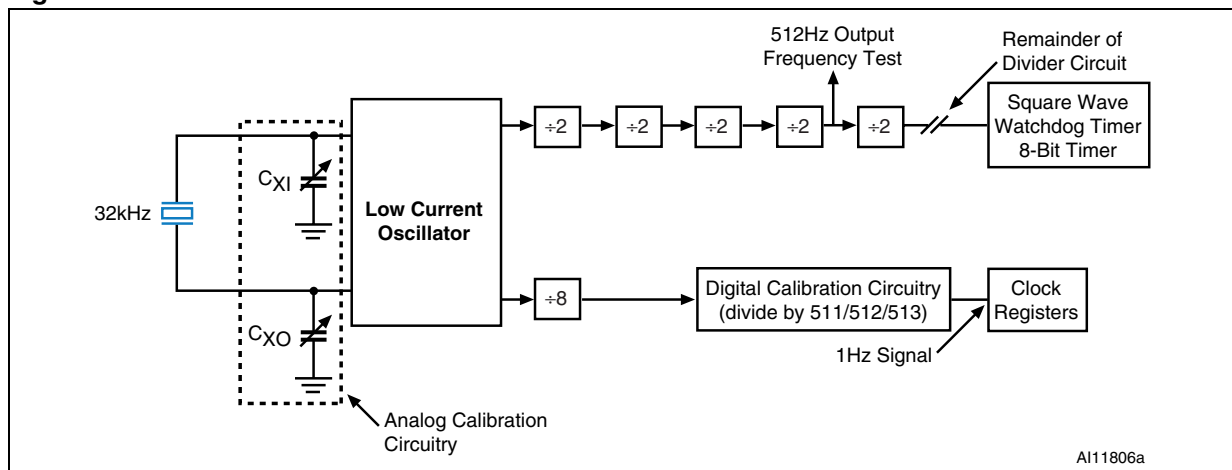 512Hz Output
Frequency Test
Remainder of
Divider Circuit
÷2
÷2
÷2
÷2
÷2
Square Wave
Watchdog Timer
8-Bit Timer
CXI
32kHz
Low Current
Oscillator
÷8
Digital Calibration Circuitry
(divide by 511/512/513)
Clock
Registers
CXO
1Hz Signal
Analog Calibration
Circuitry
AI11806a